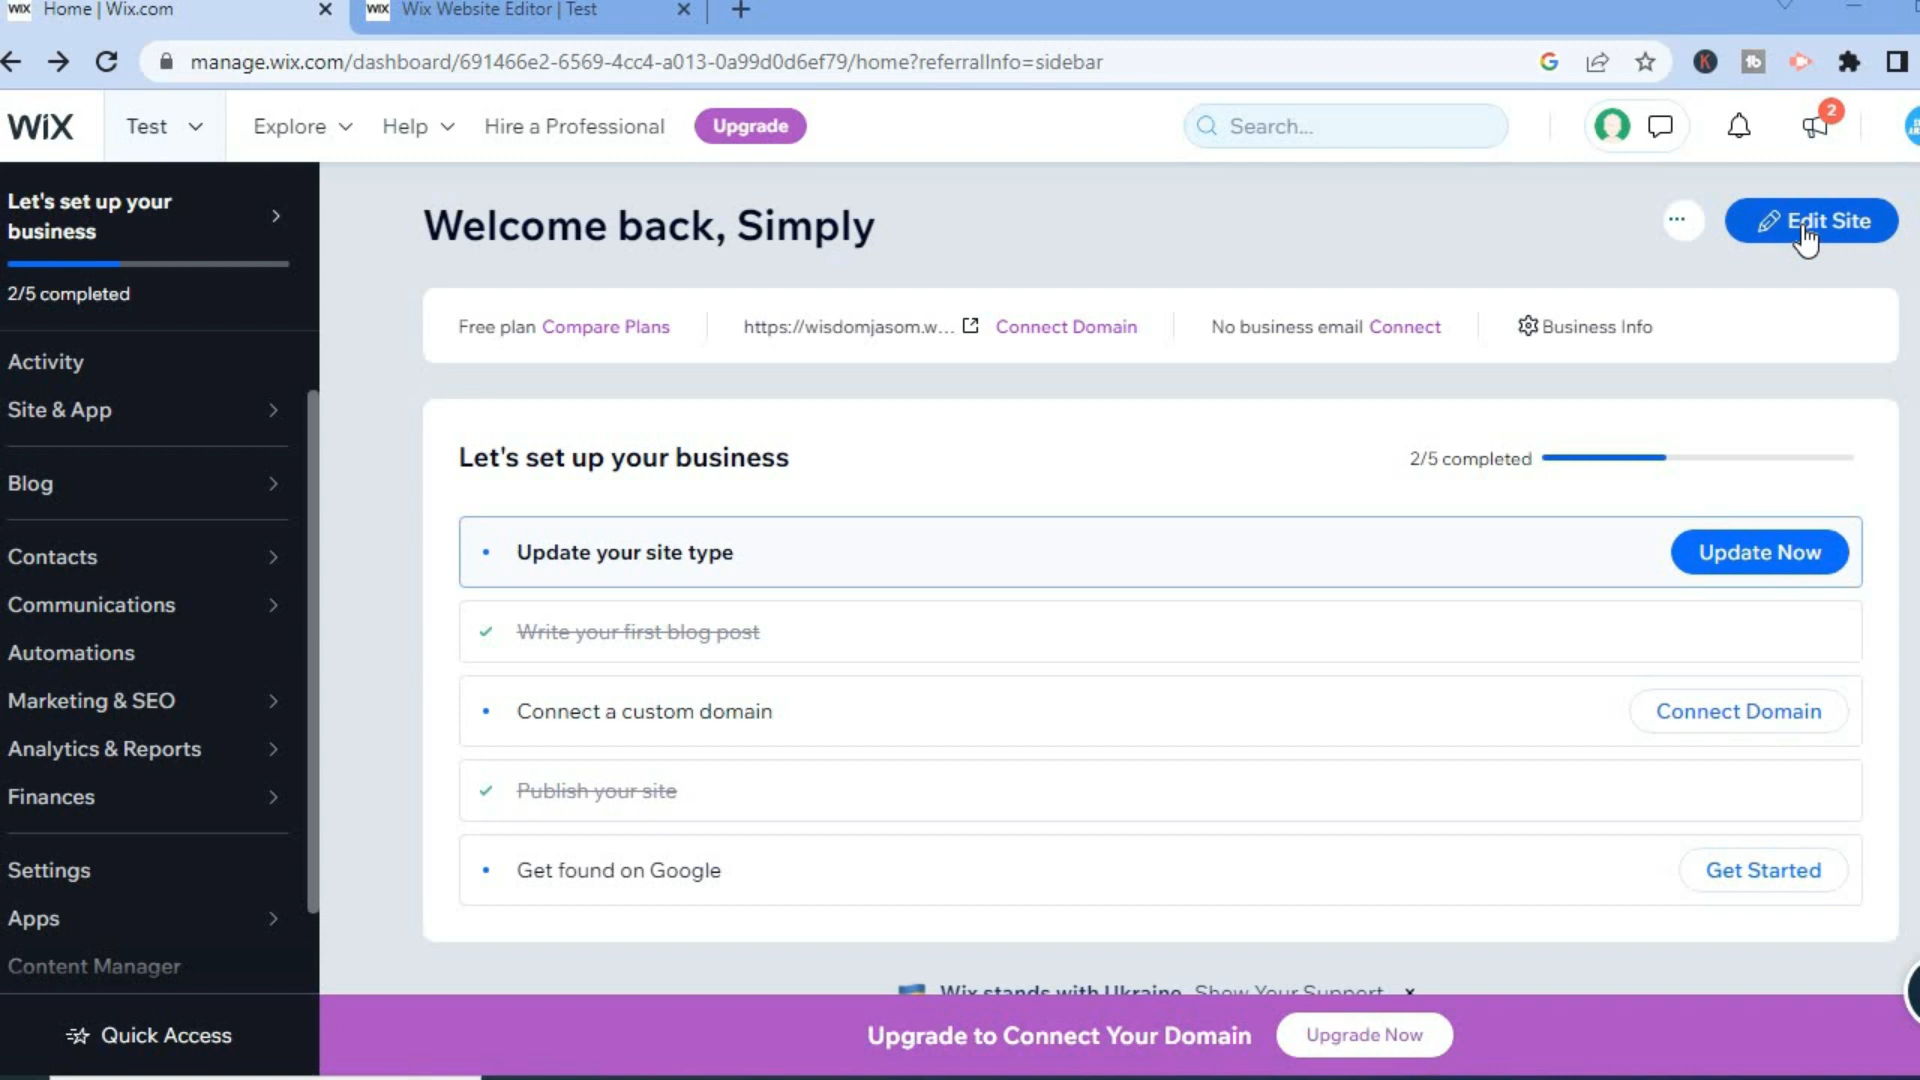 WiX Home | Wix.com
WiX Wix Website Editor | Test
manage.wix.com/dashboard/691466e2-6569-4cc4-a013-0a99d0d6ef79/home?referralInfo=sidebar
WiX
Test
Explore
Help
Hire a Professional
Upgrade
Search...
2
Let's set up your
business
2/5 completed
Activity
Site & App
Blog
Contacts
Communications
Automations
Marketing & SEO
Analytics & Reports
Finances
Settings
Apps
Content Manager
Quick Access
Welcome back, Simply
Edit Site
Free plan Compare Plans
https://wisdomjasom.w... Connect Domain
No business email Connect
Business Info
Let's set up your business
2/5 completed
Update your site type
Update Now
Write your first blog post
Connect a custom domain
Connect Domain
Publish your site
Get found on Google
Get Started
Wix stands with Ukraine Show Your Support
Upgrade to Connect Your Domain
Upgrade Now